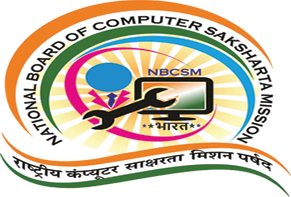 NATIONAL BOARD OF COMPUTER SAKSHARTA MISSION
NBCSM
**भारत**
राष्ट्रीय कंप्यूटर साक्षरता मिशन पर्षद